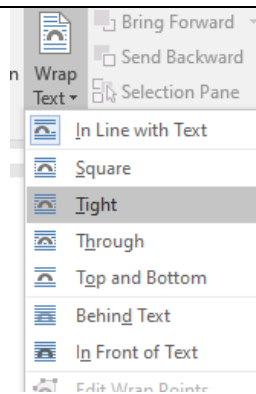 Bring Forward
Send Backward
n Wrap
Text Selection Pane
In Line with Text
Square
Tight
Through
Top and Bottom
Behind Text
In Front of Text
Edit Wrap Points